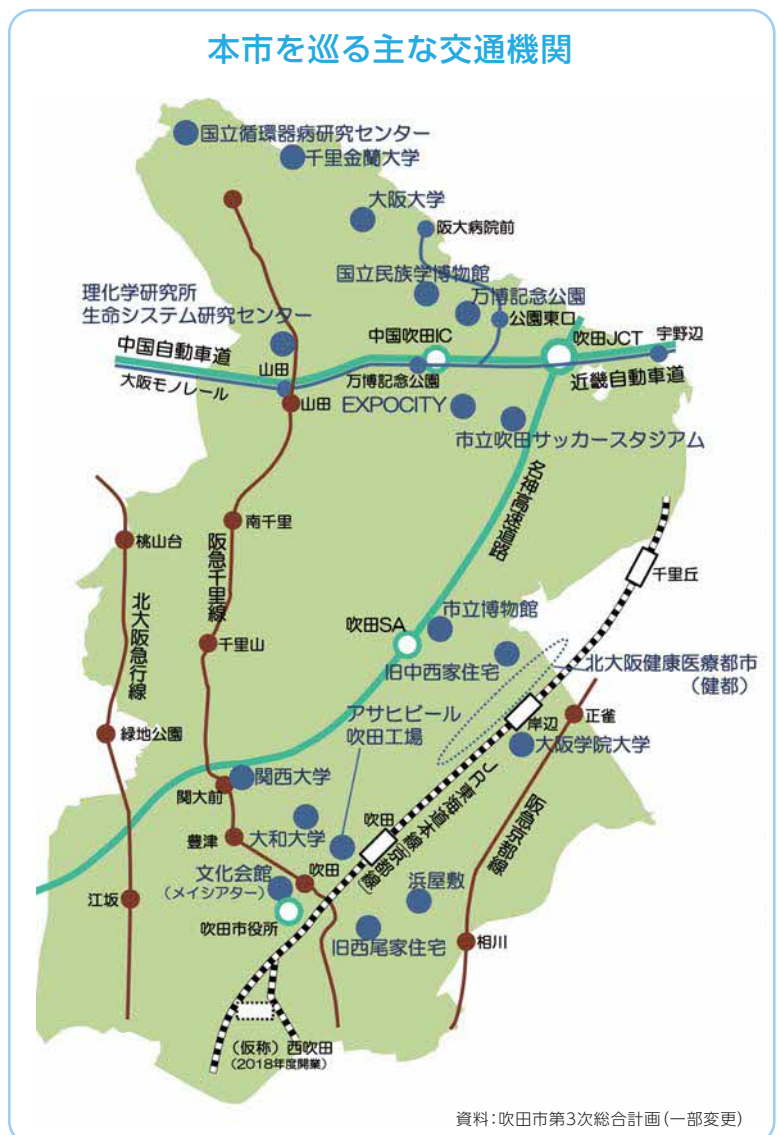 本市を巡る主な交通機関
国立循環器病研究センター
千里金蘭大学
大阪大学
阪大病院前
国立民族学博物館
万博記念公園
公園東口
理化学研究所
生命システム研究センター
中国自動車道
大阪モノレール
山田
山田
中国吹田IC
万博記念公園
吹田JCT
宇野辺
近畿自動車道
EXPOCITY
市立吹田サッカースタジアム
名神高速道路
南千里
阪急千里線
桃山台
北大阪急行線
千里丘
吹田SA
市立博物館
千里山
旧中西家住宅
北大阪健康医療都市
(健都)
緑地公園
アサヒビール
吹田工場
岸辺
正雀
大阪学院大学
関西大学
関大前
JR東海道本線(京都線)
阪急京都線
吹田
豊津
大和大学
文化会館
(メイシアター)
吹田
浜屋敷
江坂
吹田市役所
旧西尾家住宅
相川
(仮称)西吹田
(2018年度開業)
資料:吹田市第3次総合計画(一部変更)